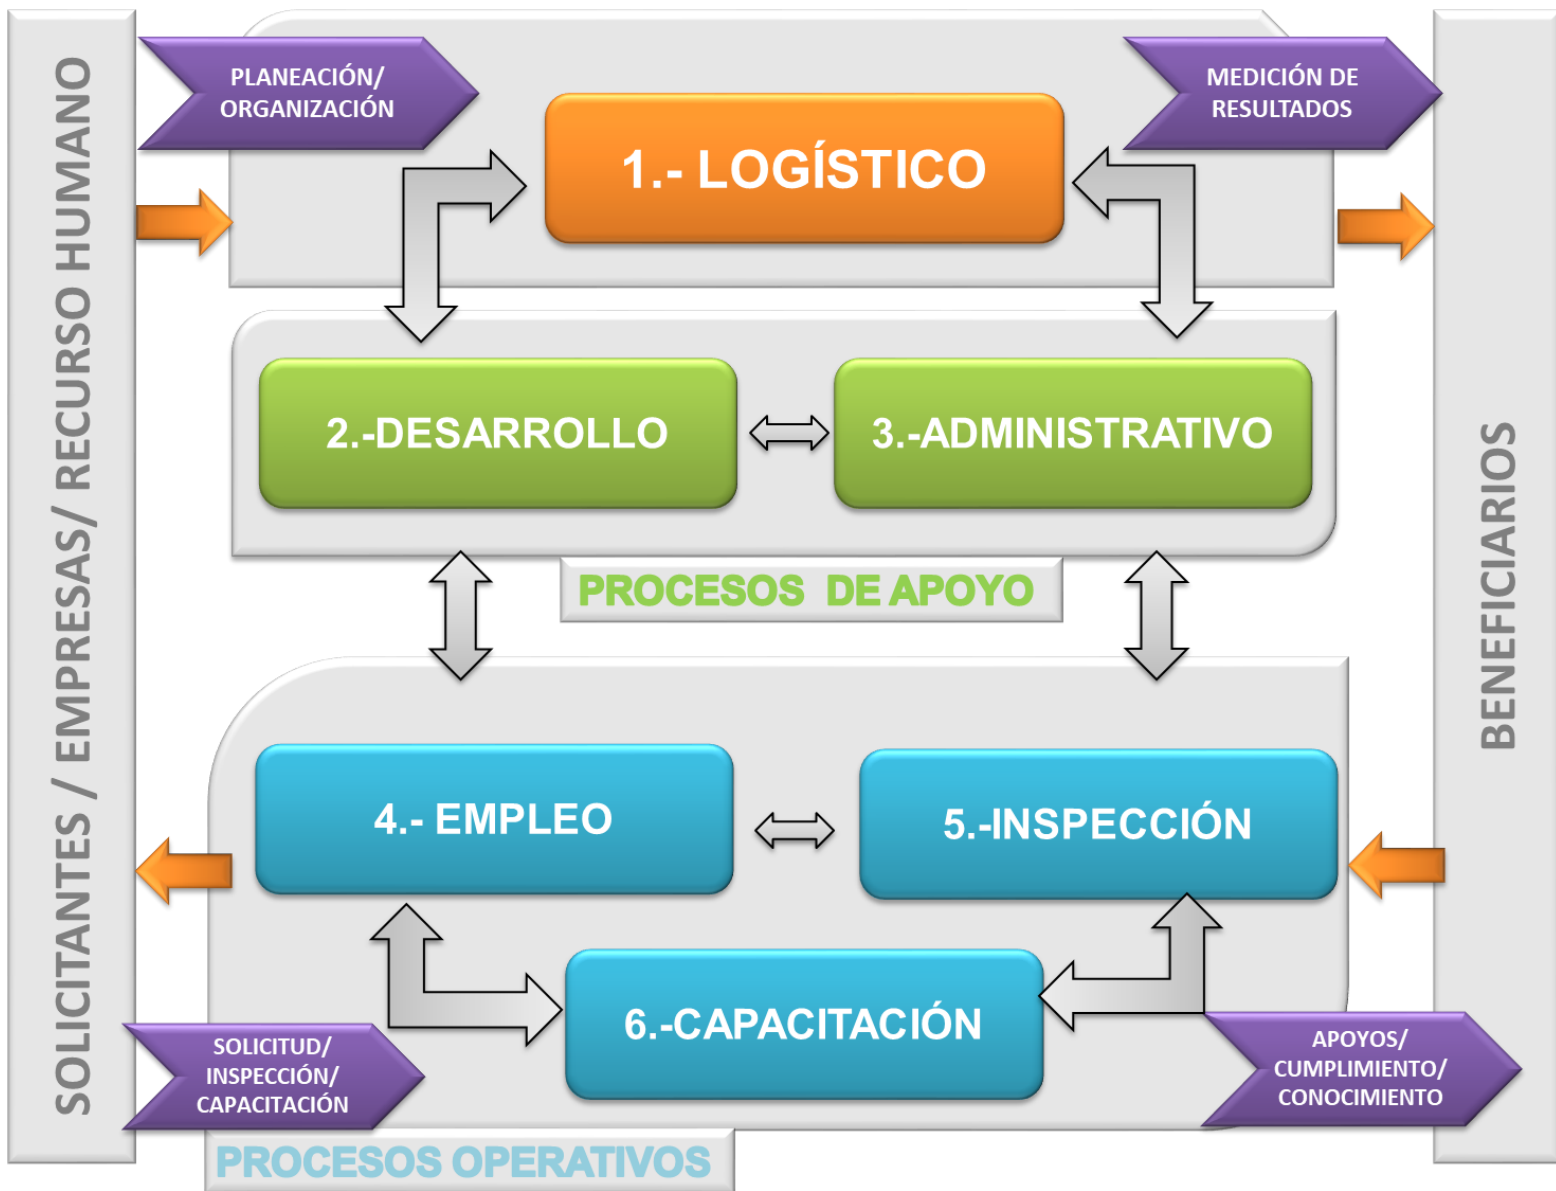 SOLICITANTES / EMPRESAS/ RECURSO HUMANO
PLANEACIÓN/
ORGANIZACIÓN
MEDICIÓN DE
RESULTADOS
1.- LOGÍSTICO
2.-DESARROLLO
3.-ADMINISTRATIVO
PROCESOS DE APOYO
4.- EMPLEO
5.-INSPECCIÓN
6.-CAPACITACIÓN
SOLICITUD/
INSPECCIÓN/
CAPACITACIÓN
APOYOS/
CUMPLIMIENTO/
CONOCIMIENTO
PROCESOS OPERATIVOS
BENEFICIARIOS